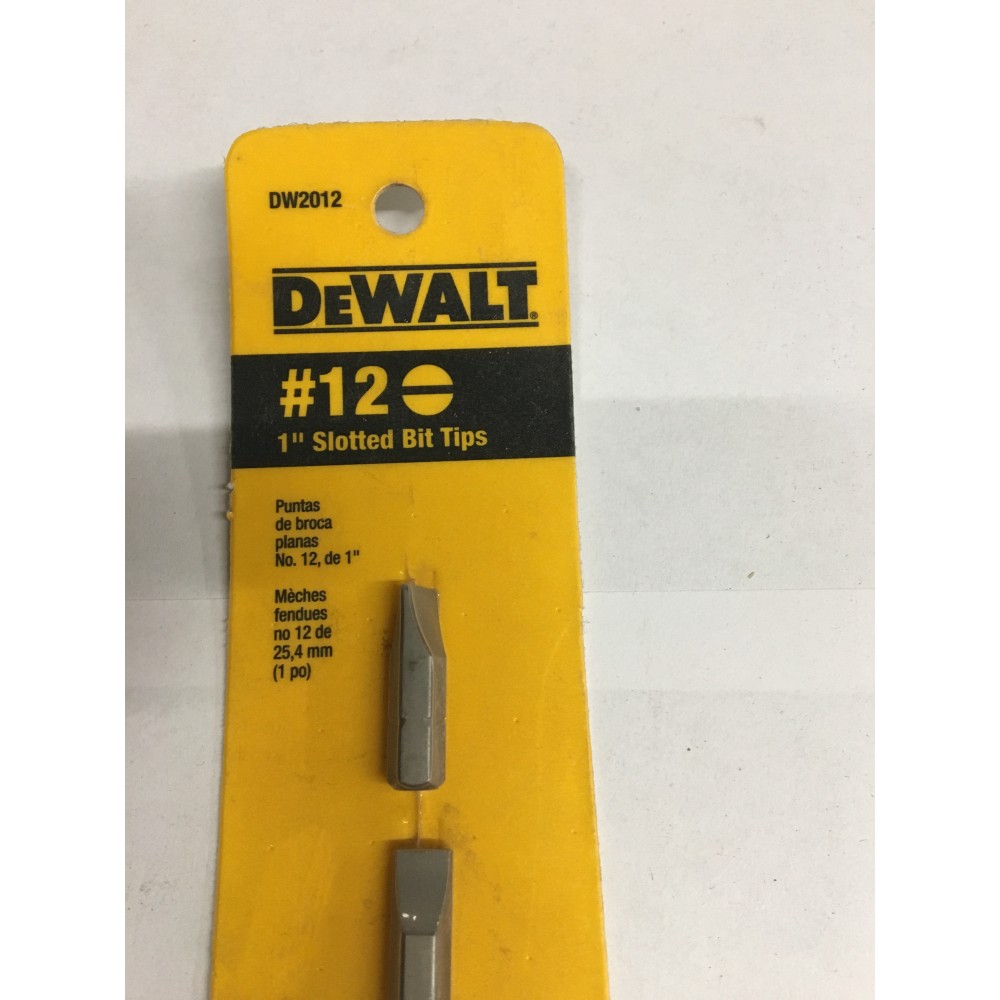 DW2012
DEWALT®
#12
1" Slotted Bit Tips
Puntas
de broca
planas
No. 12, de 1"
Mèches
fendues
no 12 de
25,4 mm
(1 po)